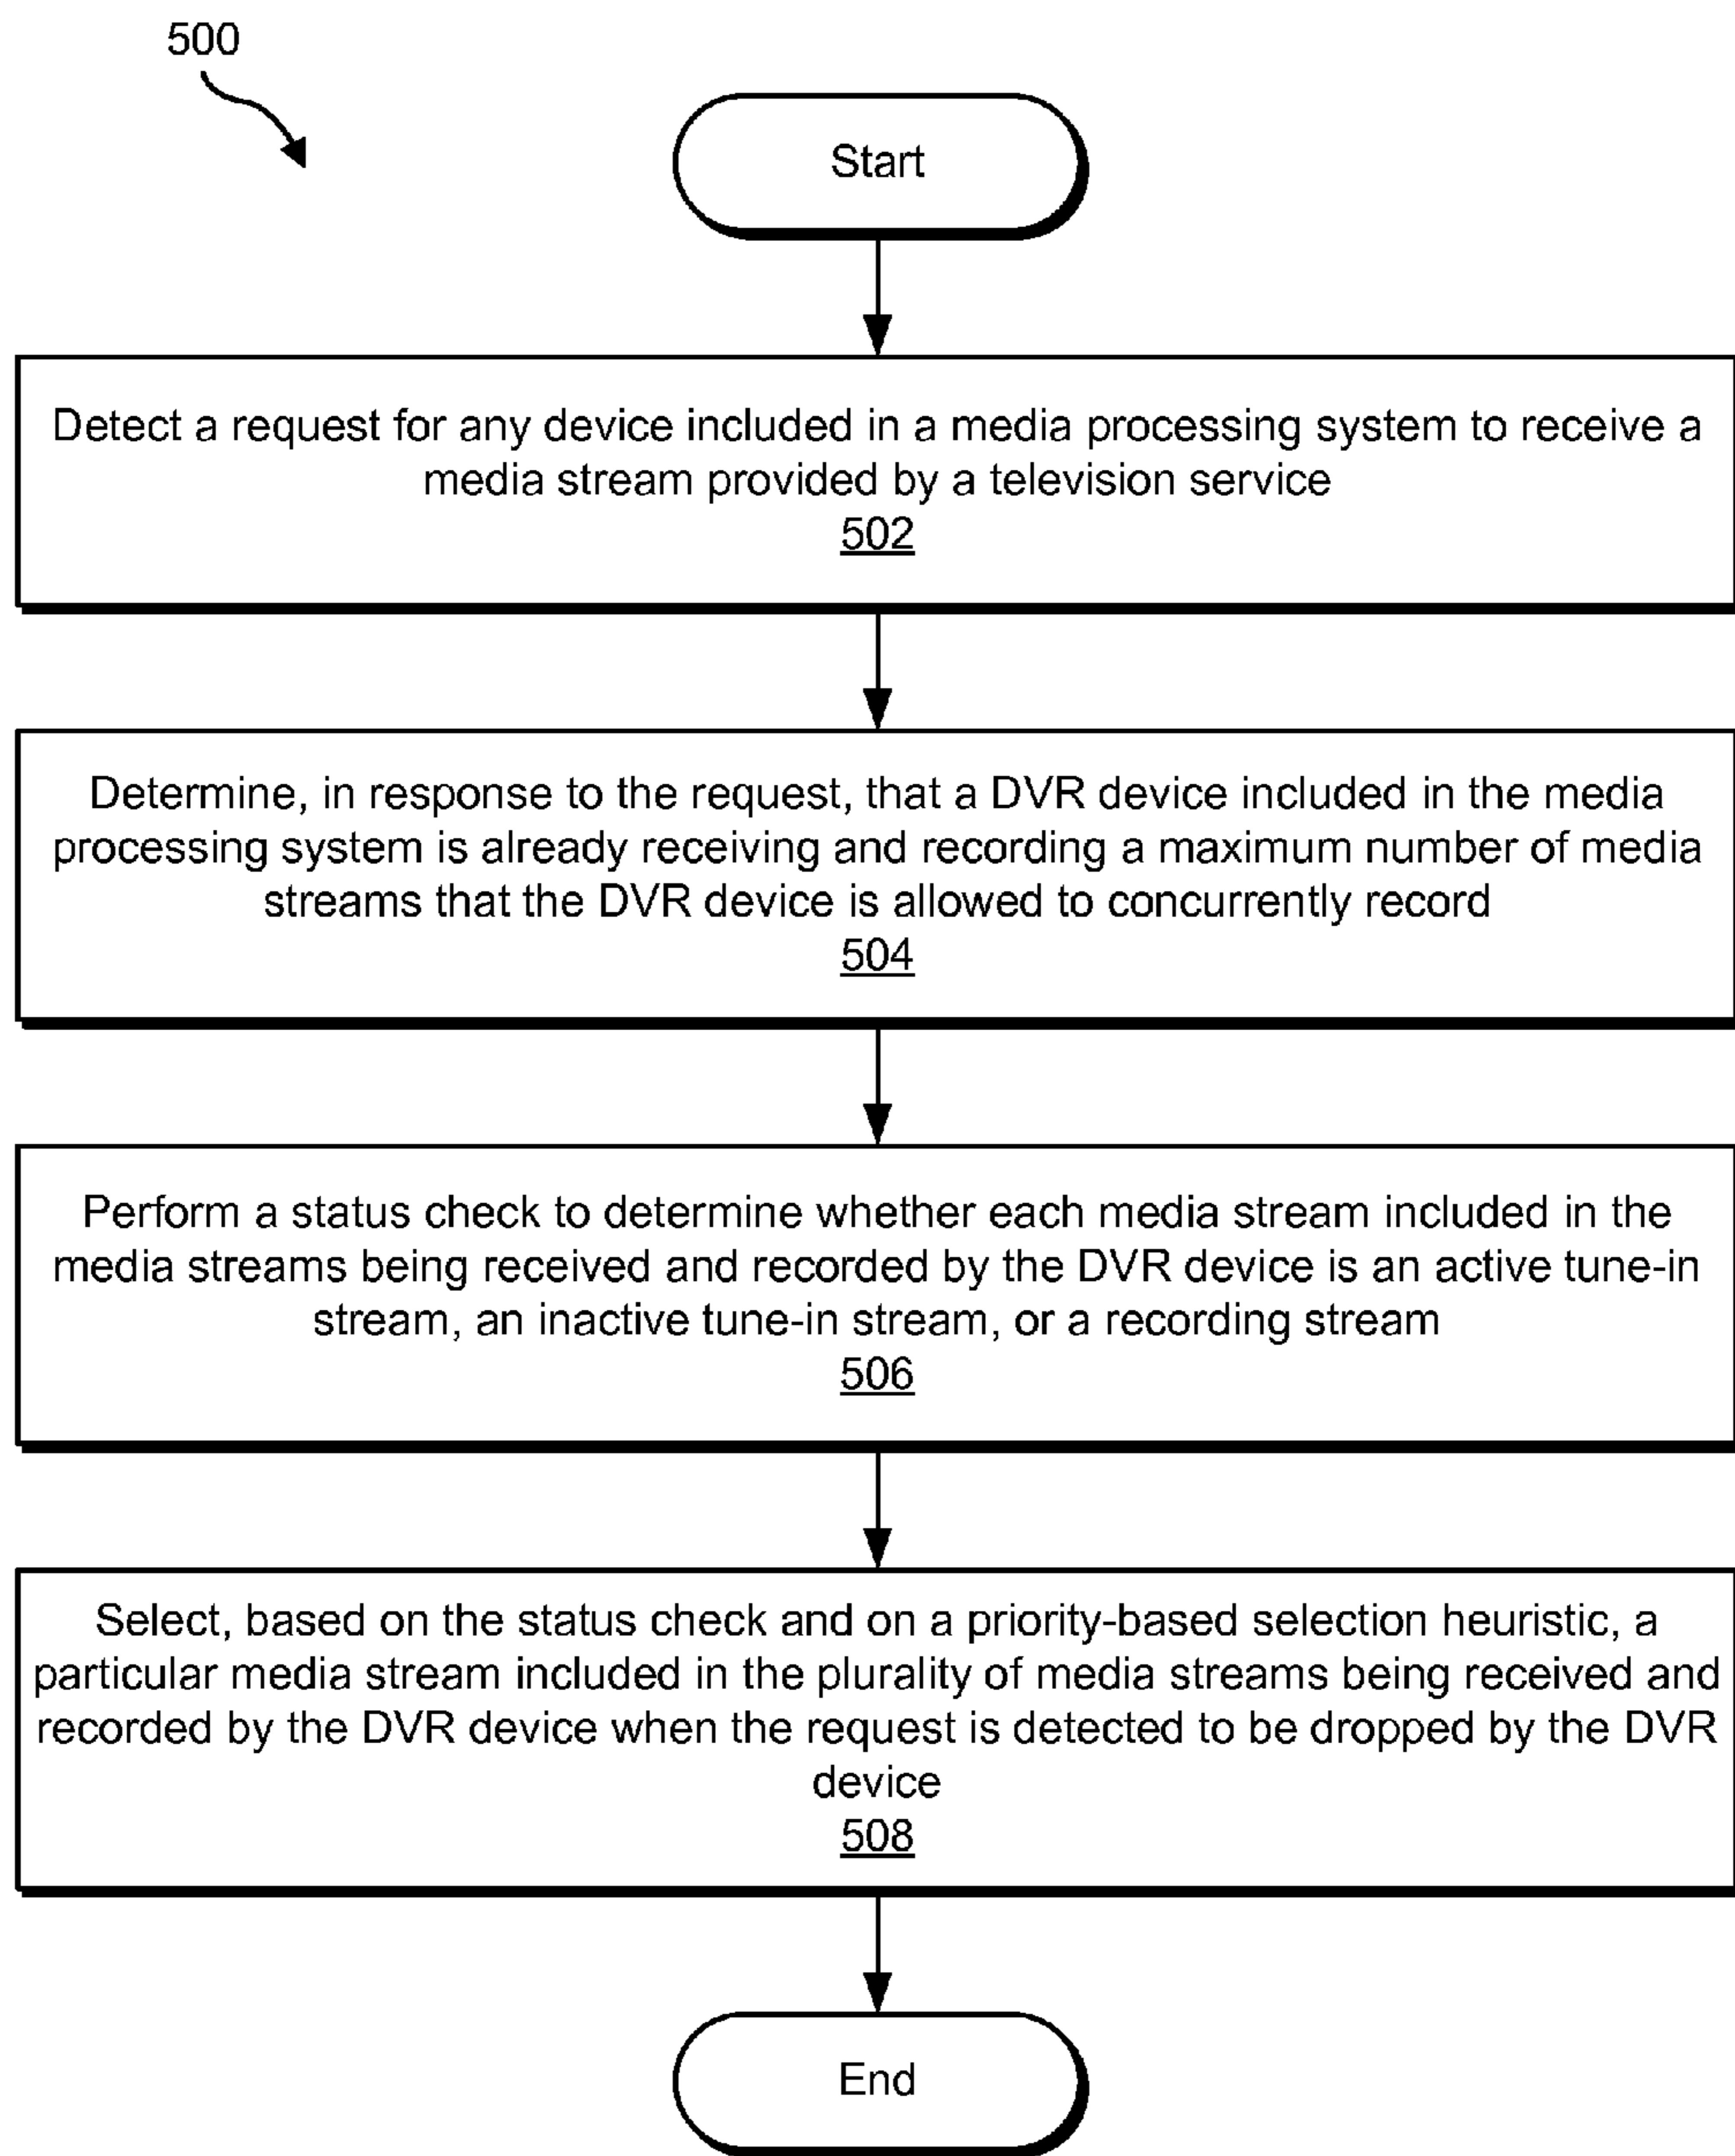 500
Start
Detect a request for any device included in a media processing system to receive a
media stream provided by a television service
502
Determine, in response to the request, that a DVR device included in the media
processing system is already receiving and recording a maximum number of media
streams that the DVR device is allowed to concurrently record
504
Perform a status check to determine whether each media stream included in the
media streams being received and recorded by the DVR device is an active tune-in
stream, an inactive tune-in stream, or a recording stream
506
Select, based on the status check and on a priority-based selection heuristic, a
particular media stream included in the plurality of media streams being received and
recorded by the DVR device when the request is detected to be dropped by the DVR
device
508
End